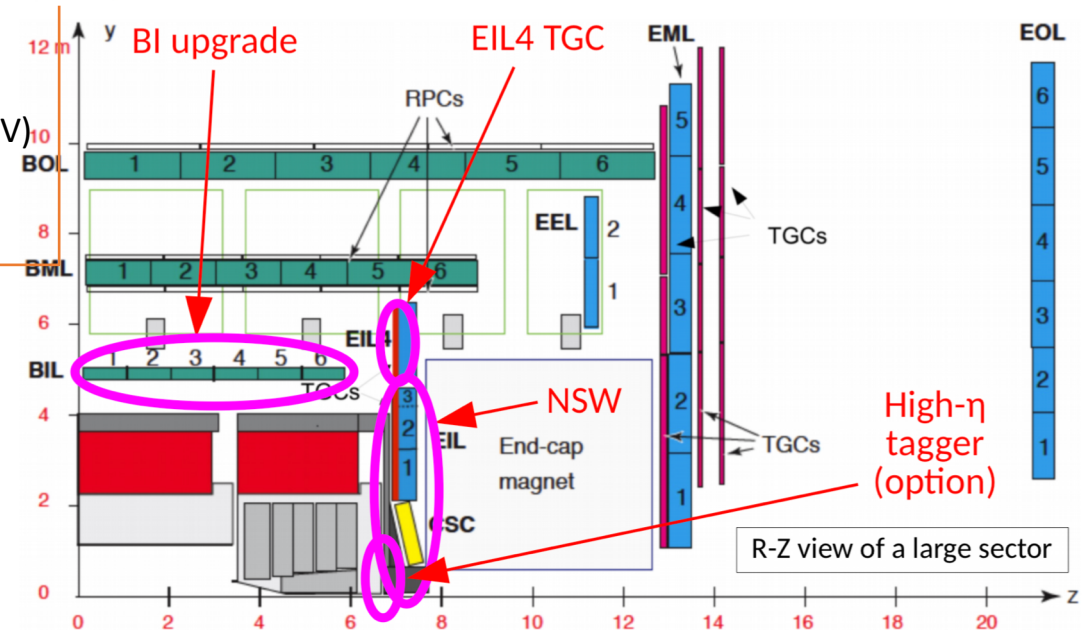 12 m
y
BI upgrade
EIL4 TGC
EML
EOL
V)
10
RPCs
5
6
BOL
1 2 3 4 5 6
5
8
EEL
2
4
TGCs
4
BML
1 2 3 4 5 6
1
3
3
6
EIL4
1 2 3 4 5 6
BIL
TGCs
2
2
4
3
NSW
High-η
tagger
(option)
2
EIL
End-cap
magnet
TGCs
1
1
1
2
CSC
R-Z view of a large sector
0
z
0 2 4 6 8 10 12 14 16 18 20